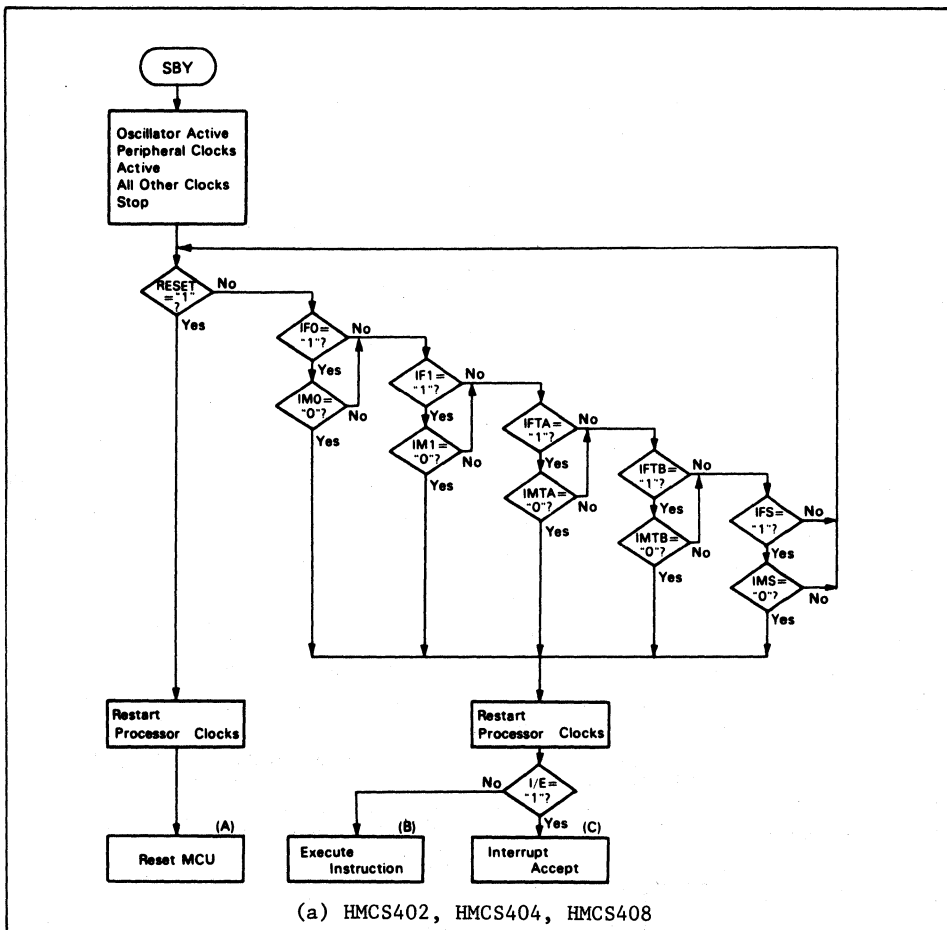 SBY
Oscillator Active
Peripheral Clocks
Active
All Other Clocks
Stop
RESET
="1"
?
No
Yes
IF0=
"1"?
No
Yes
IM0=
"0"?
No
Yes
IF1=
"1"?
No
Yes
IM1=
"0"?
No
Yes
IFTA=
"1"?
No
Yes
IMTA=
"0"?
No
Yes
IFTB=
"1"?
No
Yes
IMTB=
"0"?
No
Yes
IFS=
"1"?
No
Yes
IMS=
"0"?
No
Yes
Restart
Processor Clocks
Restart
Processor Clocks
I/E=
"1"?
No
Yes
(A)
Reset MCU
(B)
Execute
Instruction
(C)
Interrupt
Accept
(a) HMCS402, HMCS404, HMCS408